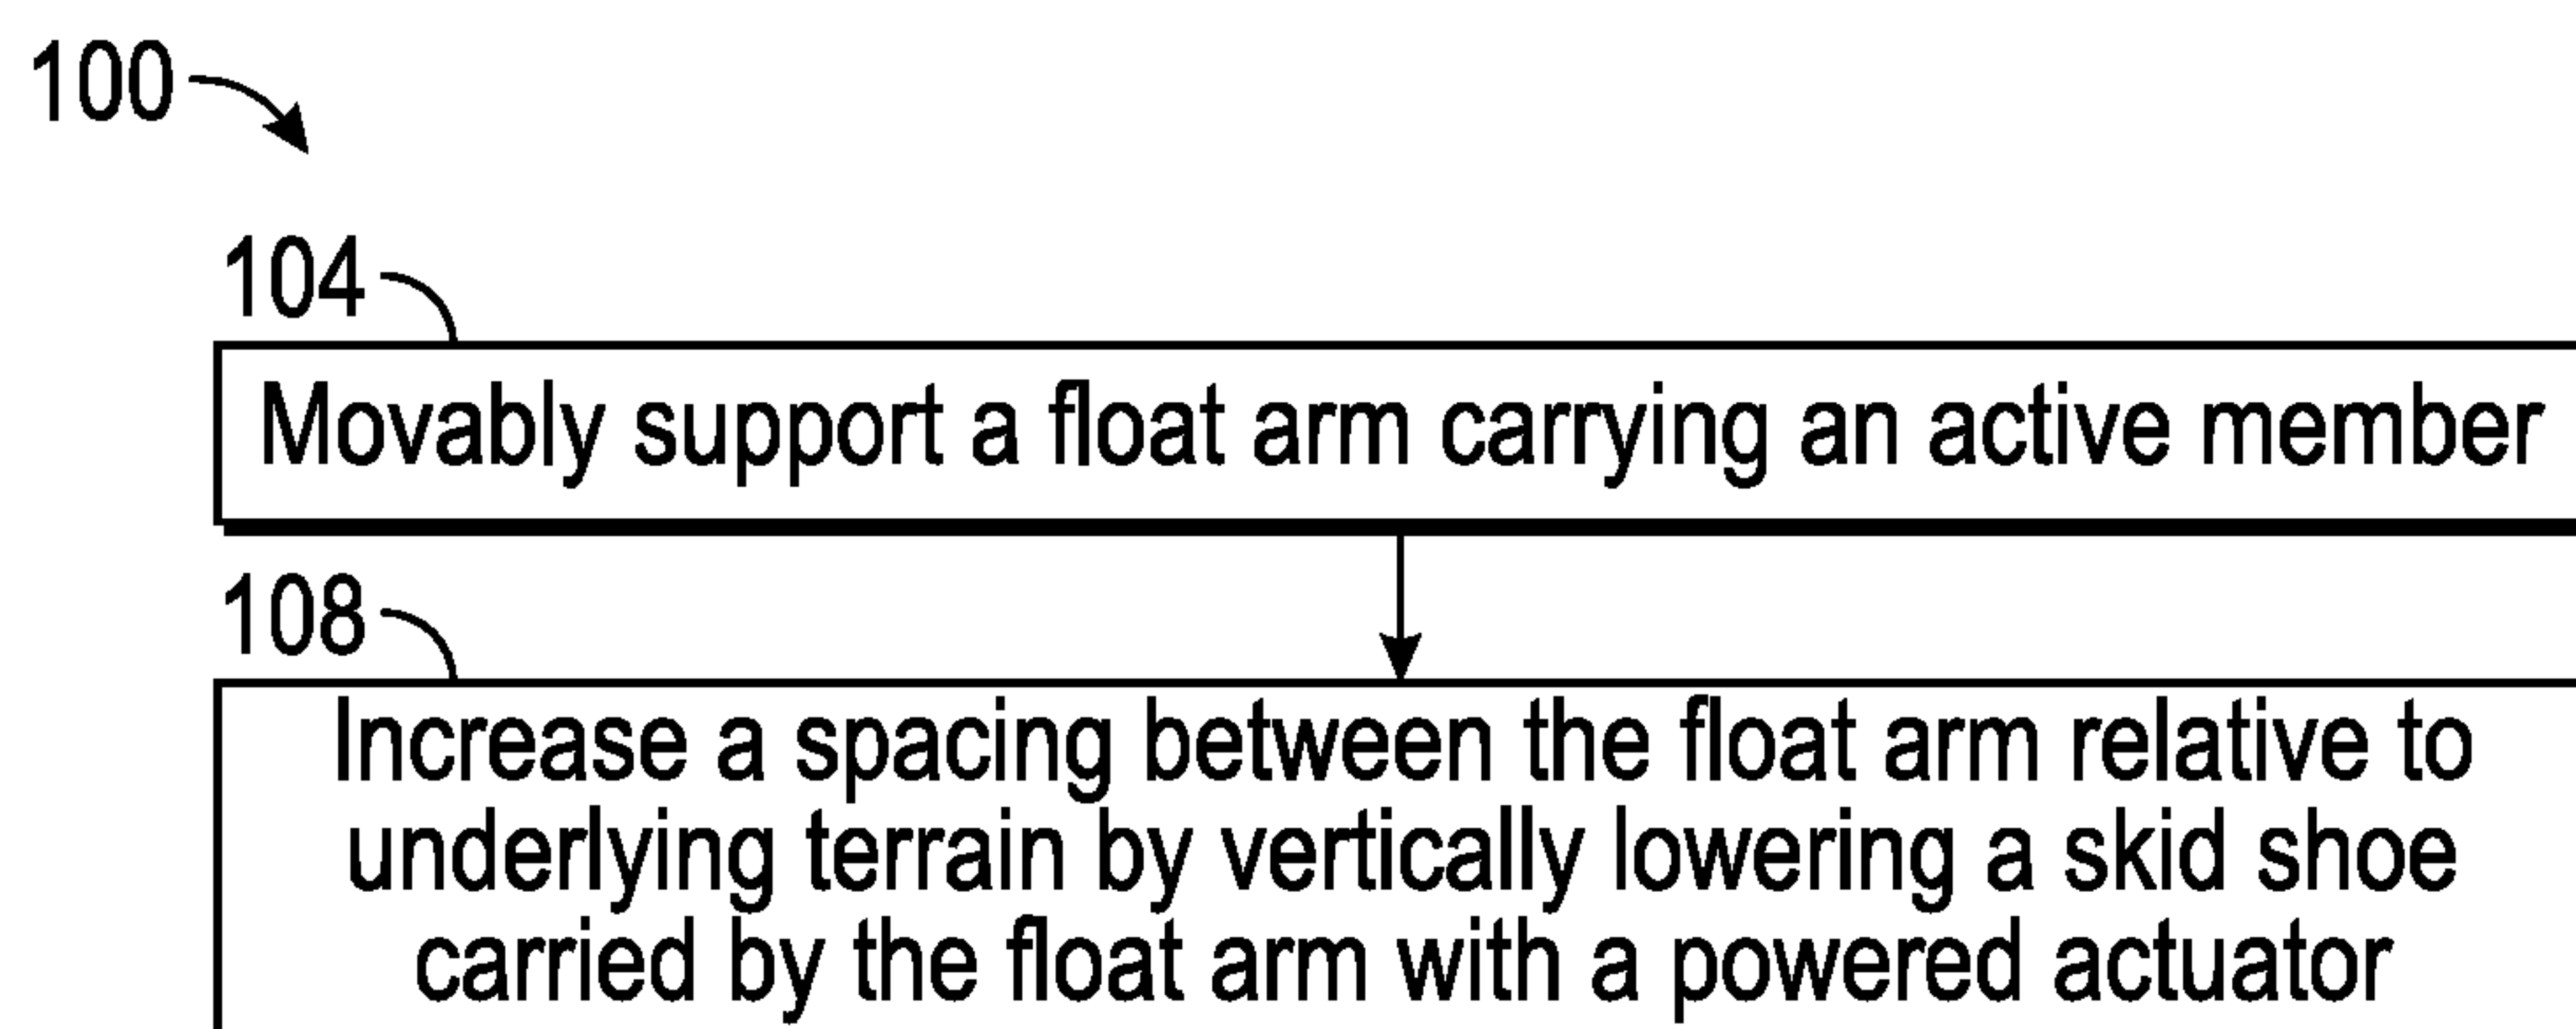 100
104
Movably support a float arm carrying an active member
108
Increase a spacing between the float arm relative to
underlying terrain by vertically lowering a skid shoe
carried by the float arm with a powered actuator